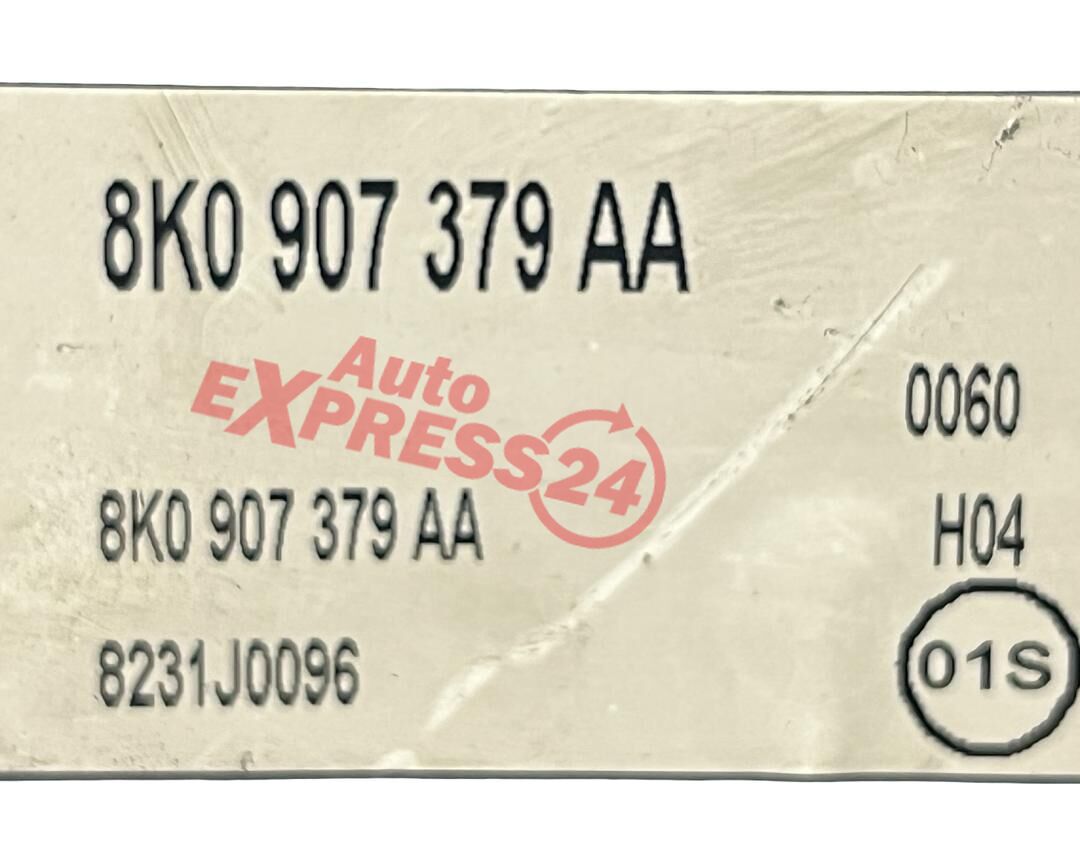 8K0 907 379 AA
Auto
EXPRESS24
0060
8K0 907 379 AA
H04
8231J0096
01S